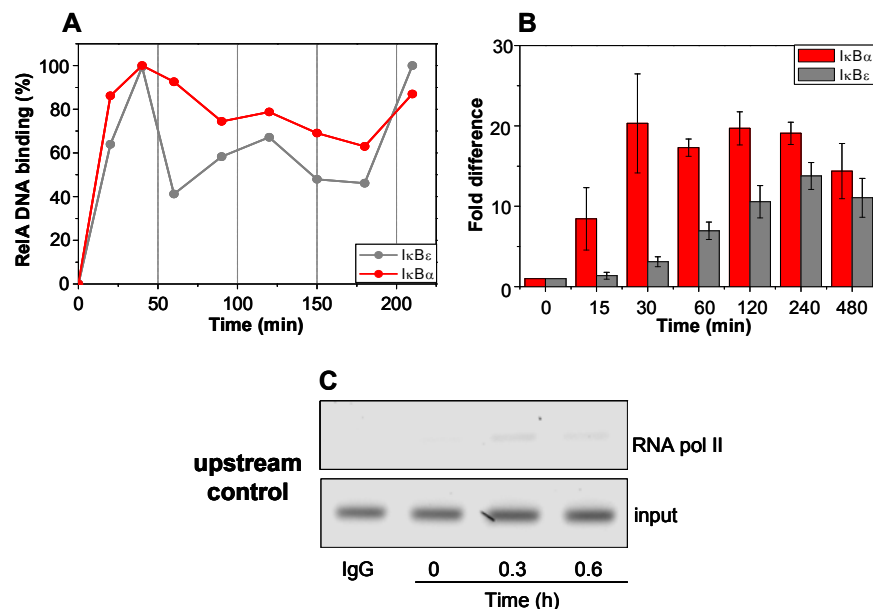 A
RelA DNA binding (%)
100
80
60
40
20
0
0 50 100 150 200
Time (min)
IκBε
IκBα
B
Fold difference
30
20
10
0
0 15 30 60 120 240 480
Time (min)
IκBα
IκBε
C
upstream
control
RNA pol II
input
IgG 0 0.3 0.6
Time (h)